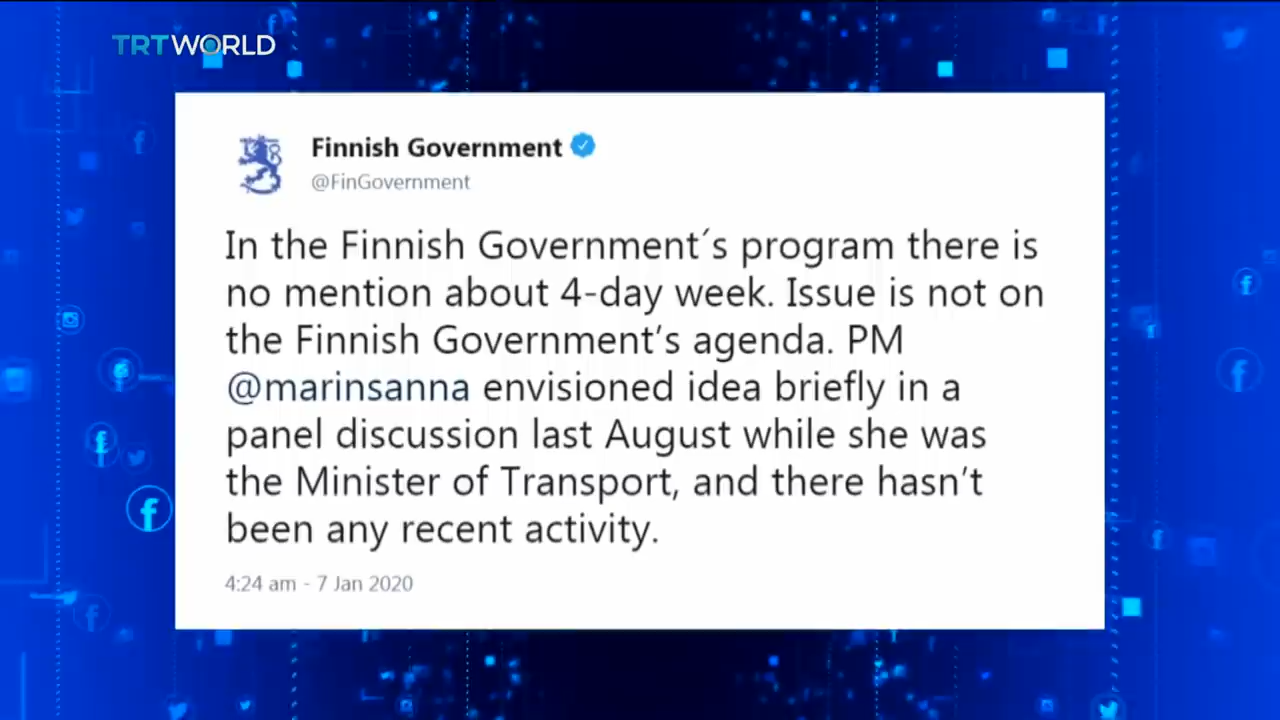 TRTWORLD
Finnish Government
@FinGovernment
In the Finnish Government´s program there is
no mention about 4-day week. Issue is not on
the Finnish Government’s agenda. PM
@marinsanna envisioned idea briefly in a
panel discussion last August while she was
the Minister of Transport, and there hasn’t
been any recent activity.
4:24 am - 7 Jan 2020